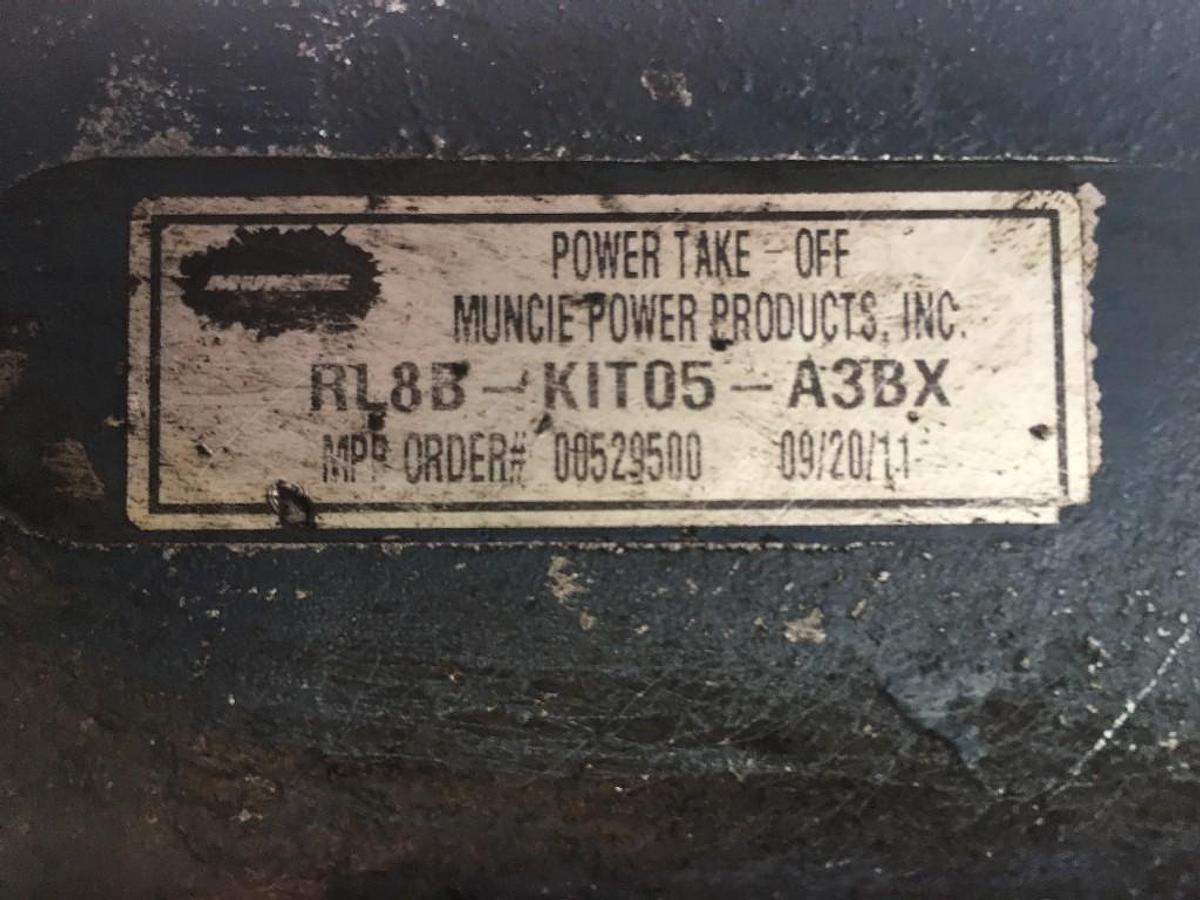 POWER TAKE - OFF
MUNCIE POWER PRODUCTS, INC.
RL8B - KIT05 - A3BX
MPP ORDER# 00529500 09/20/11